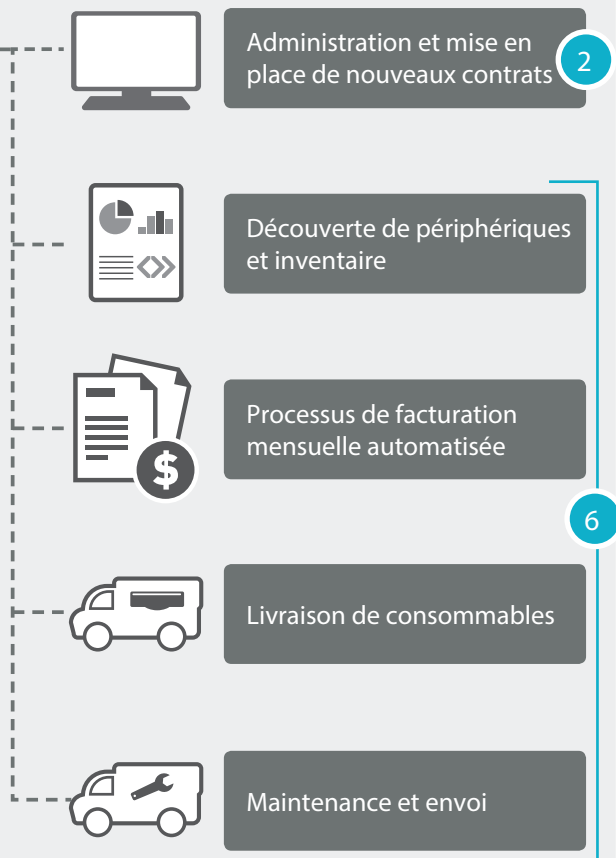 Administration et mise en
place de nouveaux contrats
2
Découverte de périphériques
et inventaire
Processus de facturation
mensuelle automatisée
$
6
Livraison de consommables
Maintenance et envoi